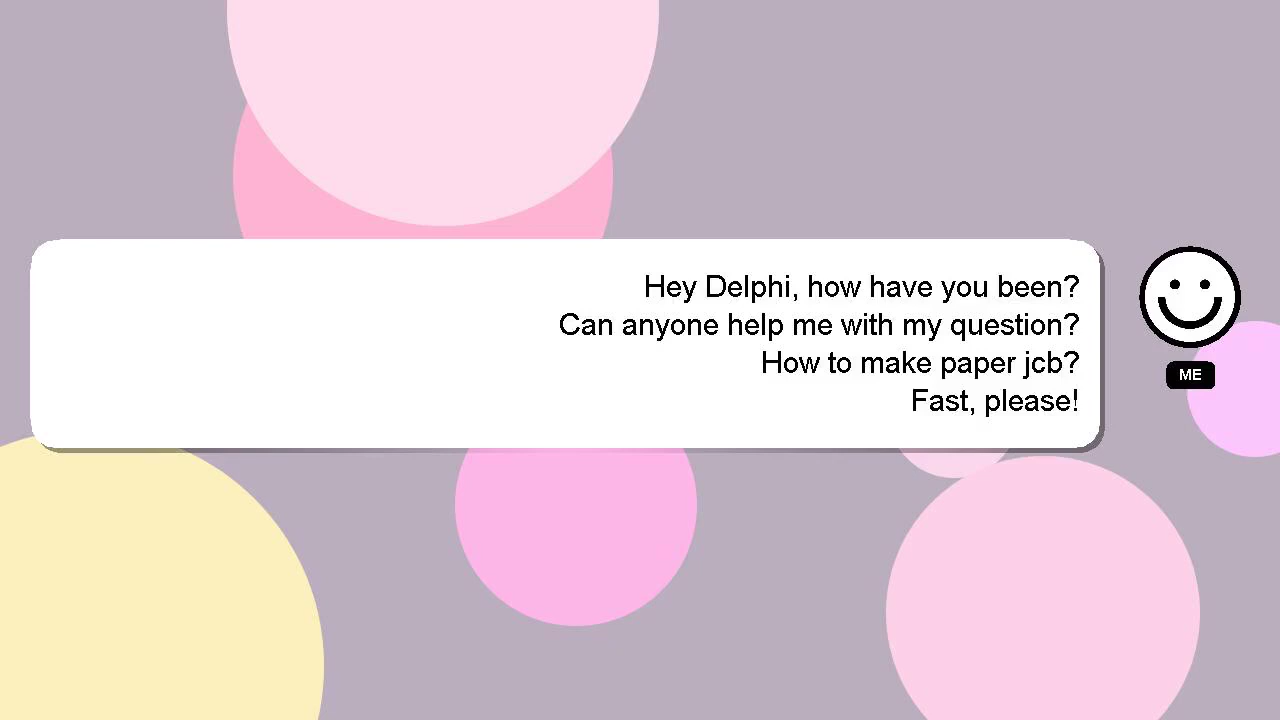 Hey Delphi, how have you been?
Can anyone help me with my question?
How to make paper jcb?
Fast, please!
ME